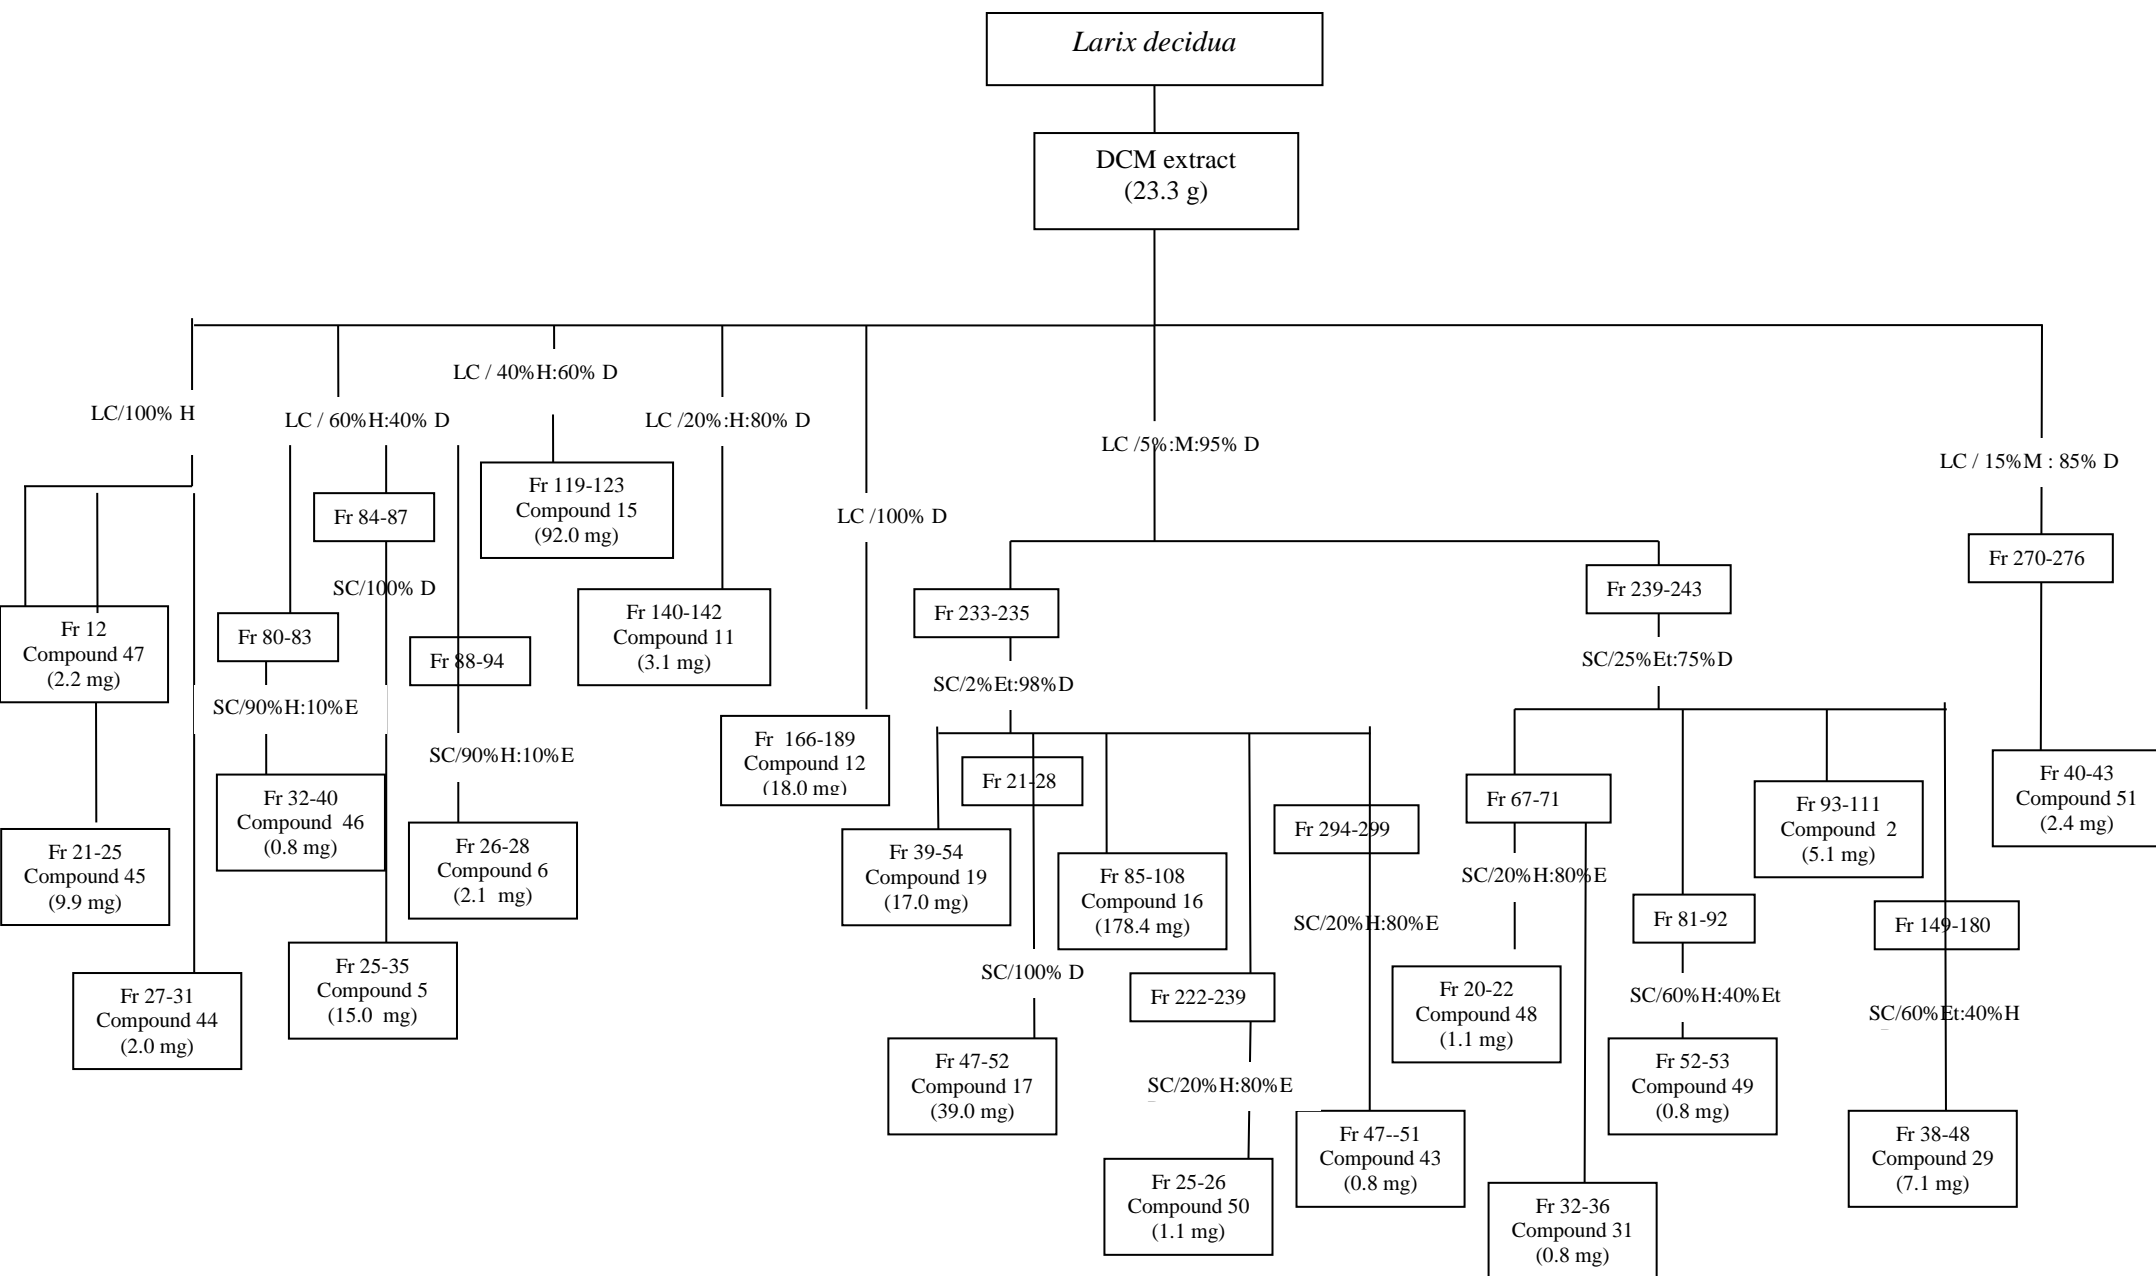 Larix decidua
DCM extract
(23.3 g)
LC / 40%H:60% D
LC/100% H
LC / 60%H:40% D
LC /20%:H:80% D
LC /5%:M:95% D
LC / 15%M : 85% D
LC /100% D
Fr 119-123
Compound 15
(92.0 mg)
Fr 84-87
SC/100% D
Fr 270-276
Fr 239-243
Fr 233-235
Fr 12
Compound 47
(2.2 mg)
Fr 80-83
Fr 88-94
Fr 140-142
Compound 11
(3.1 mg)
SC/25%Et:75%D
SC/2%Et:98%D
SC/90%H:10%E
SC/90%H:10%E
Fr  166-189
Compound 12
(18.0 mg)
Fr 21-28
Fr 67-71
Fr 93-111
Compound  2
(5.1 mg)
Fr 40-43
Compound 51
(2.4 mg)
Fr 32-40
Compound  46
(0.8 mg)
Fr 26-28
Compound 6
(2.1  mg)
Fr 21-25
Compound 45
(9.9 mg)
Fr 39-54
Compound 19
(17.0 mg)
Fr 85-108
Compound 16
(178.4 mg)
Fr 294-299
SC/20%H:80%E
SC/20%H:80%E
Fr 81-92
Fr 149-180
Fr 25-35
Compound 5
(15.0  mg)
Fr 27-31
Compound 44
(2.0 mg)
SC/100% D
Fr 222-239
Fr 20-22
Compound 48
(1.1 mg)
SC/60%H:40%Et
SC/60%Et:40%H
Fr 47-52
Compound 17
(39.0 mg)
SC/20%H:80%E
Fr 52-53
Compound 49
(0.8 mg)
Fr 47--51
Compound 43
(0.8 mg)
Fr 38-48
Compound 29
(7.1 mg)
Fr 25-26
Compound 50
(1.1 mg)
Fr 32-36
Compound 31
(0.8 mg)